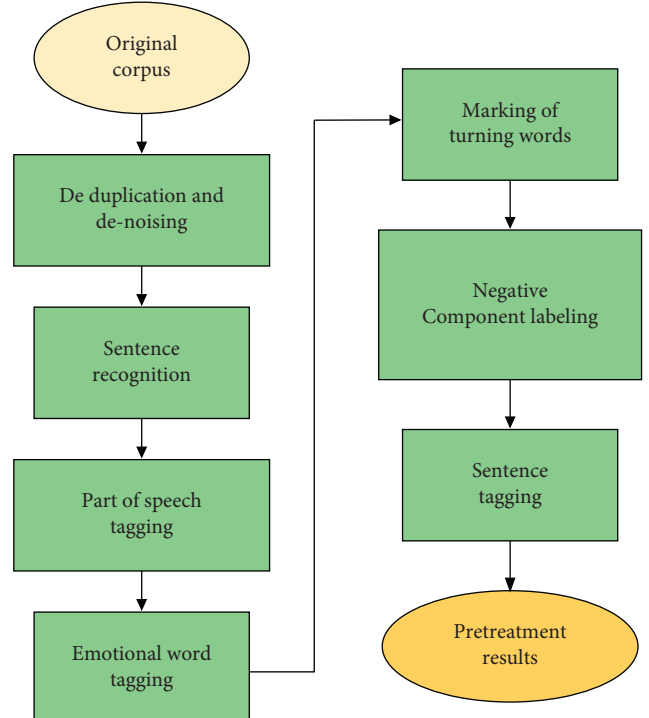 Original
corpus
De duplication and
de-noising
Sentence
recognition
Part of speech
tagging
Emotional word
tagging
Marking of
turning words
Negative
Component labeling
Sentence
tagging
Pretreatment
results